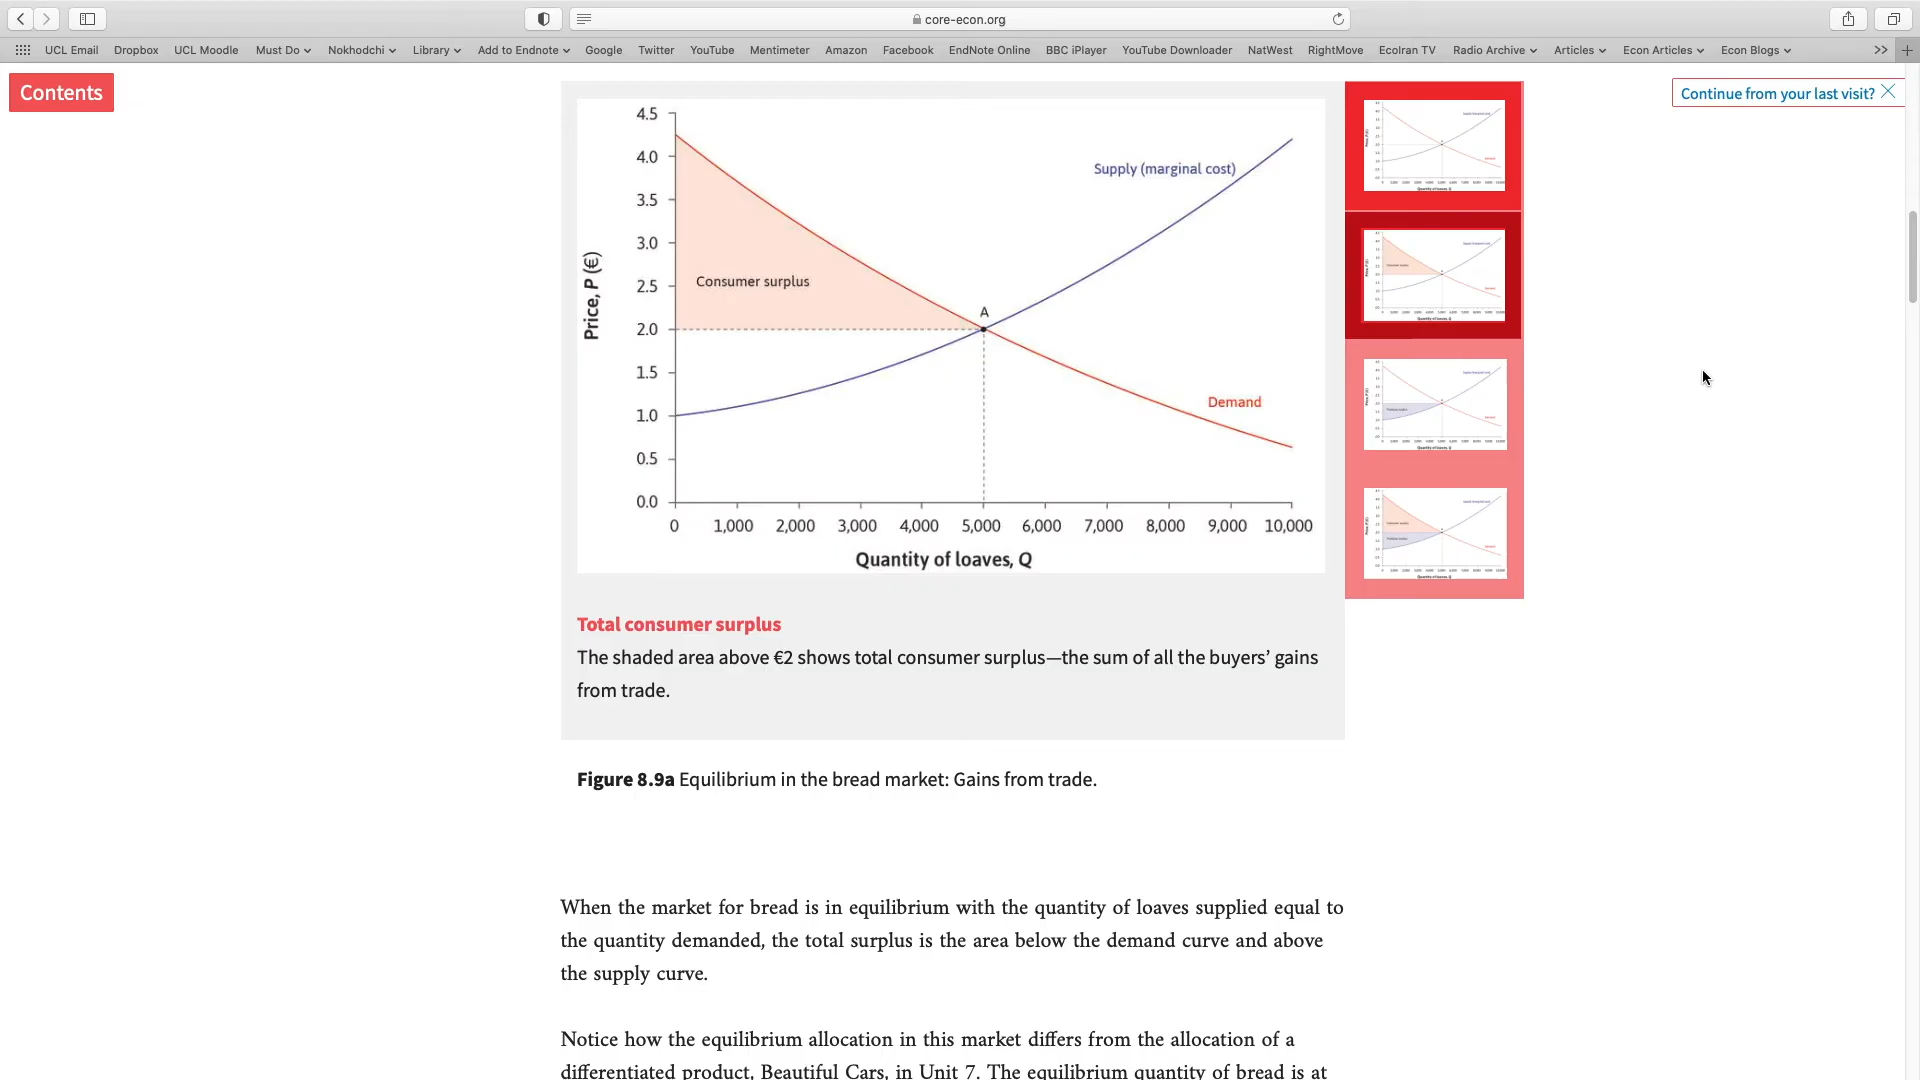 core-econ.org
UCL Email Dropbox UCL Moodle Must Do Nokhodchi Library Add to Endnote Google Twitter YouTube Mentimeter Amazon Facebook EndNote Online BBC iPlayer YouTube Downloader NatWest RightMove EcoIran TV Radio Archive Articles Econ Articles Econ Blogs
Contents
Continue from your last visit?
4.5
4.0
3.5
3.0
2.5
2.0
1.5
1.0
0.5
0.0
Price, P (€)
Supply (marginal cost)
Consumer surplus
A
Demand
0 1,000 2,000 3,000 4,000 5,000 6,000 7,000 8,000 9,000 10,000
Quantity of loaves, Q
Total consumer surplus
The shaded area above €2 shows total consumer surplus—the sum of all the buyers’ gains
from trade.
Figure 8.9a Equilibrium in the bread market: Gains from trade.
When the market for bread is in equilibrium with the quantity of loaves supplied equal to
the quantity demanded, the total surplus is the area below the demand curve and above
the supply curve.
Notice how the equilibrium allocation in this market differs from the allocation of a
differentiated product, Beautiful Cars, in Unit 7. The equilibrium quantity of bread is at